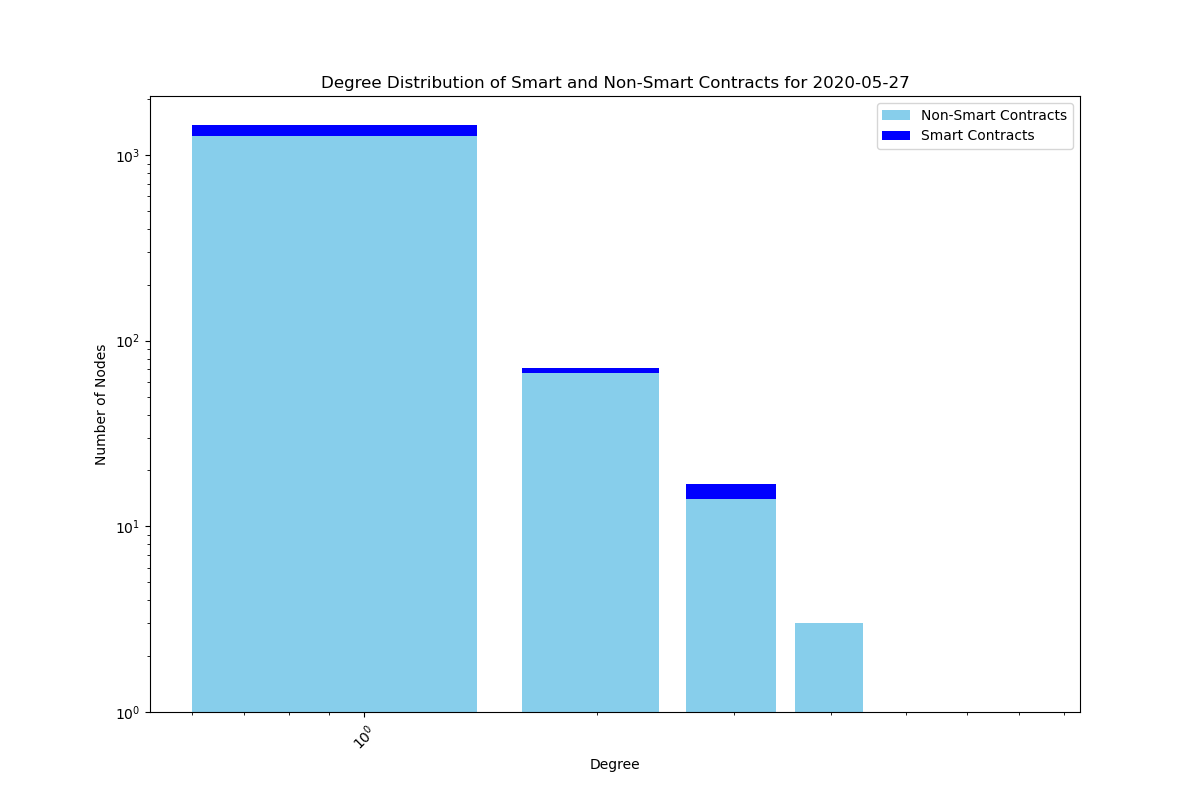 Degree Distribution of Smart and Non-Smart Contracts for 2020-05-27
Non-Smart Contracts
Smart Contracts
Number of Nodes
10³
10²
10¹
10⁰
10⁰
Degree